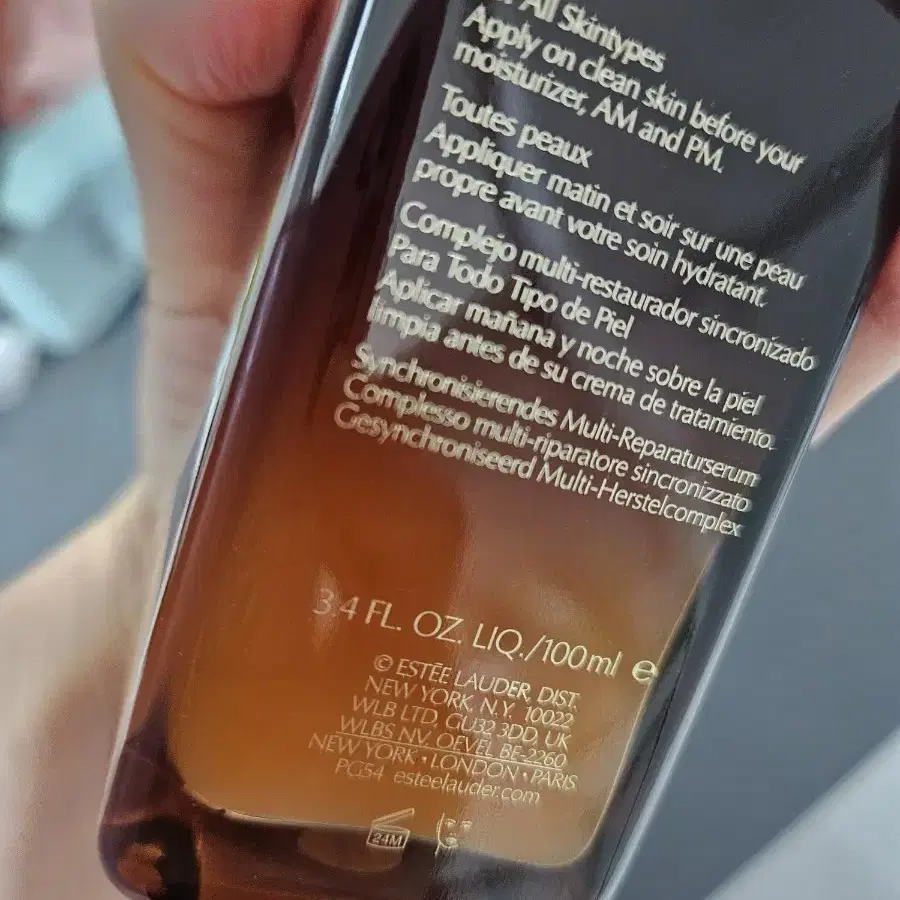 All Skintypes
Apply on clean skin before your
moisturizer, AM and PM.
Toutes peaux
Appliquer matin et soir sur une peau
propre avant votre soin hydratant.
Complejo multi-restaurador sincronizado
Para Todo Tipo de Piel
Aplicar mañana y noche sobre la piel
limpia antes de su crema de tratamiento.
Synchronisierendes Multi-Reparaturserum
Complesso multi-riparatore sincronizzato
Gesynchroniseerd Multi-Herstelcomplex
3.4 FL. OZ. LIQ./100ml ℮
© ESTĒE LAUDER, DIST.
NEW YORK, N.Y. 10022
WLB LTD, GU32 3DD, UK
WLBS NV. OEVEL BE-2260
NEW YORK • LONDON • PARIS
PG54 esteelauder.com
24M